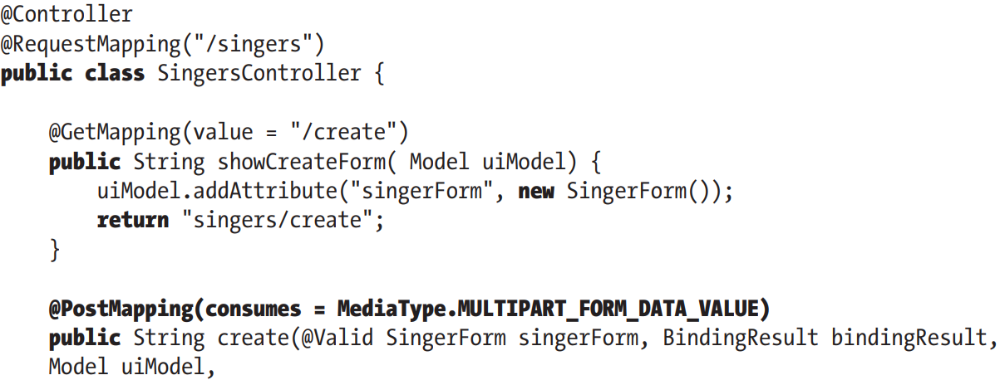 @Controller
@RequestMapping("/singers")
public class SingersController {
    @GetMapping(value = "/create")
    public String showCreateForm( Model uiModel) {
        uiModel.addAttribute("singerForm", new SingerForm());
        return "singers/create";
    }
    @PostMapping(consumes = MediaType.MULTIPART_FORM_DATA_VALUE)
    public String create(@Valid SingerForm singerForm, BindingResult bindingResult,
    Model uiModel,